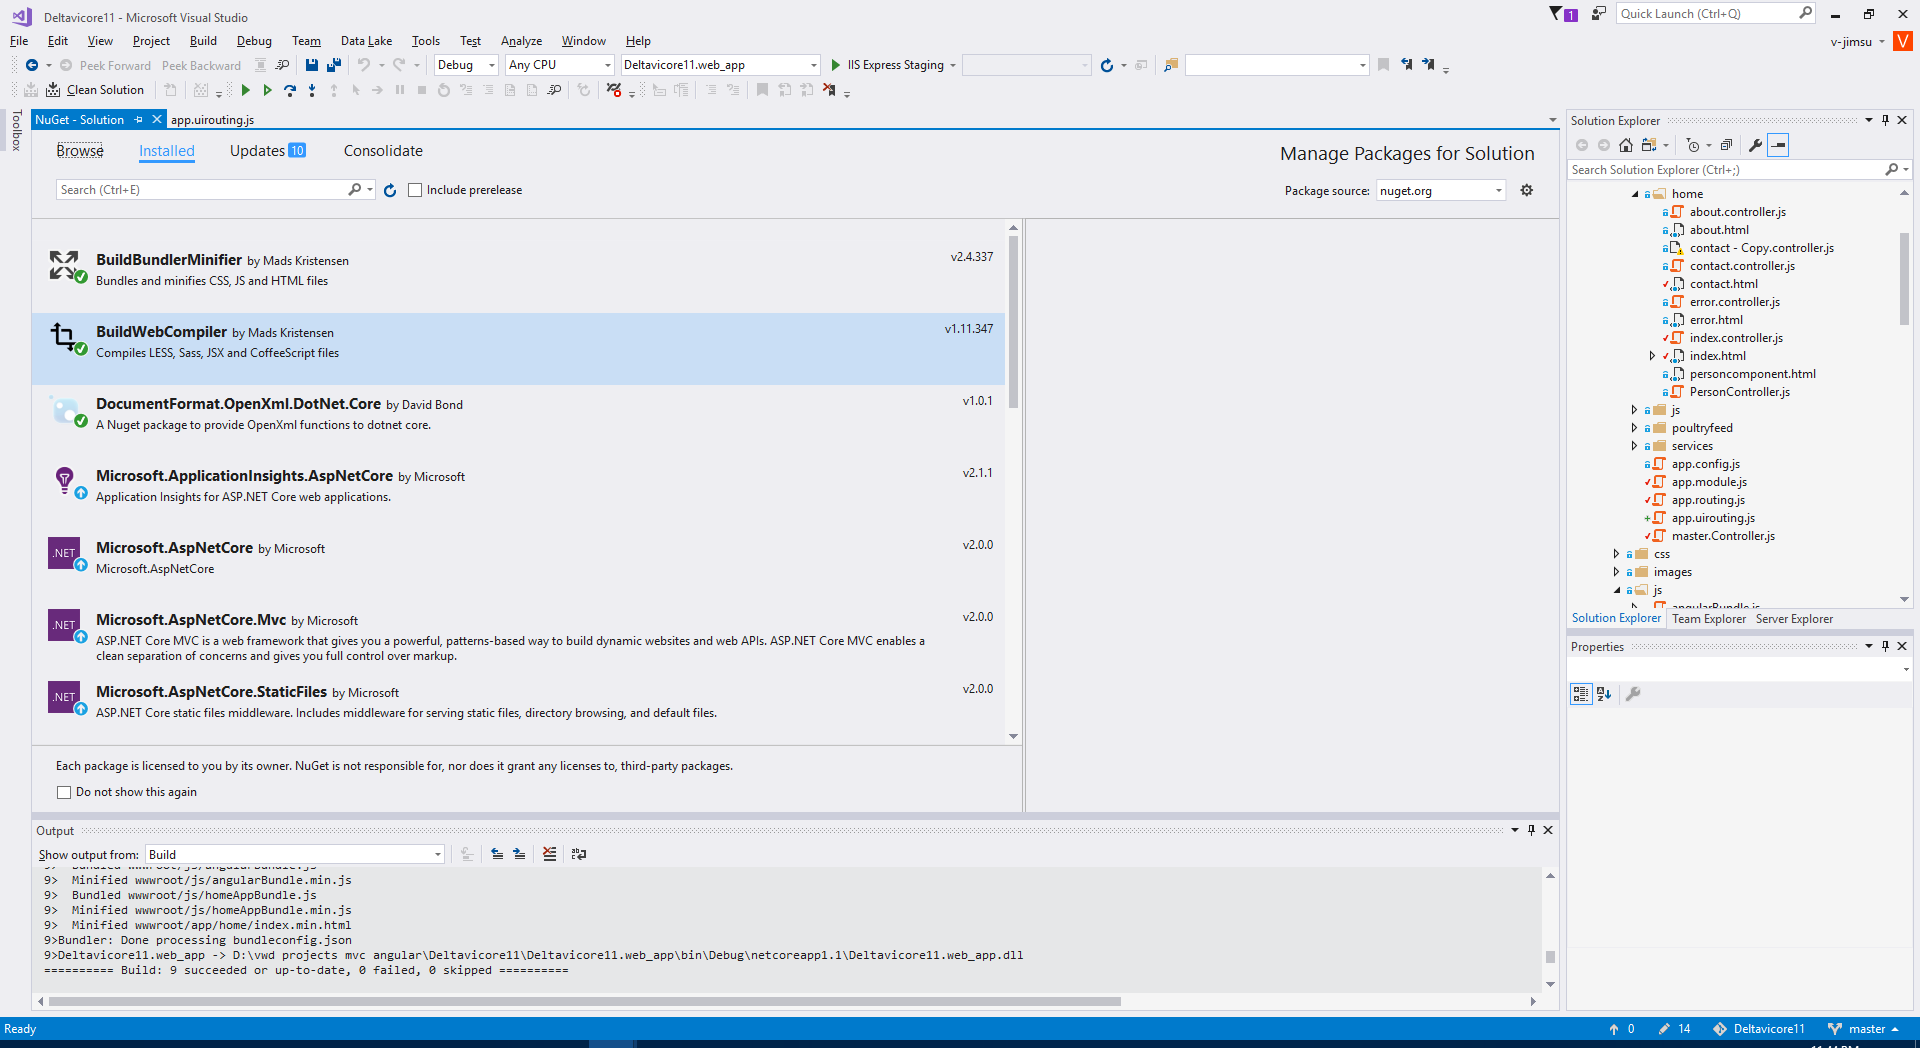 Deltavicore11 - Microsoft Visual Studio
1
Quick Launch (Ctrl+Q)
File Edit View Project Build Debug Team Data Lake Tools Test Analyze Window Help
v-jimsu
V
Peek Forward Peek Backward
Debug
Any CPU
Deltavicore11.web_app
IIS Express Staging
Clean Solution
Toolbox
NuGet - Solution
app.uirouting.js
Browse
Installed
Updates 10
Consolidate
Manage Packages for Solution
Search (Ctrl+E)
Include prerelease
Package source: nuget.org
BuildBundlerMinifier by Mads Kristensen
v2.4.337
Bundles and minifies CSS, JS and HTML files
BuildWebCompiler by Mads Kristensen
v1.11.347
Compiles LESS, Sass, JSX and CoffeeScript files
DocumentFormat.OpenXml.DotNet.Core by David Bond
v1.0.1
A Nuget package to provide OpenXml functions to dotnet core.
Microsoft.ApplicationInsights.AspNetCore by Microsoft
v2.1.1
Application Insights for ASP.NET Core web applications.
.NET
Microsoft.AspNetCore by Microsoft
v2.0.0
Microsoft.AspNetCore
.NET
Microsoft.AspNetCore.Mvc by Microsoft
v2.0.0
ASP.NET Core MVC is a web framework that gives you a powerful, patterns-based way to build dynamic websites and web APIs. ASP.NET Core MVC enables a
clean separation of concerns and gives you full control over markup.
.NET
Microsoft.AspNetCore.StaticFiles by Microsoft
v2.0.0
ASP.NET Core static files middleware. Includes middleware for serving static files, directory browsing, and default files.
Each package is licensed to you by its owner. NuGet is not responsible for, nor does it grant any licenses to, third-party packages.
Do not show this again
Output
Show output from: Build
9> Bundled wwwroot/js/angularBundle.js
9> Minified wwwroot/js/angularBundle.min.js
9> Bundled wwwroot/js/homeAppBundle.js
9> Minified wwwroot/js/homeAppBundle.min.js
9> Minified wwwroot/app/home/index.min.html
9>Bundler: Done processing bundleconfig.json
9>Deltavicore11.web_app -> D:\vwd projects mvc angular\Deltavicore11\Deltavicore11.web_app\bin\Debug\netcoreapp1.1\Deltavicore11.web_app.dll
========== Build: 9 succeeded or up-to-date, 0 failed, 0 skipped ==========
Solution Explorer
Search Solution Explorer (Ctrl+;)
home
about.controller.js
about.html
contact - Copy.controller.js
contact.controller.js
contact.html
error.controller.js
error.html
index.controller.js
index.html
personcomponent.html
PersonController.js
js
poultryfeed
services
app.config.js
app.module.js
app.routing.js
app.uirouting.js
master.Controller.js
css
images
js
angularBundle.js
Solution Explorer Team Explorer Server Explorer
Properties
Ready
0
14
Deltavicore11
master